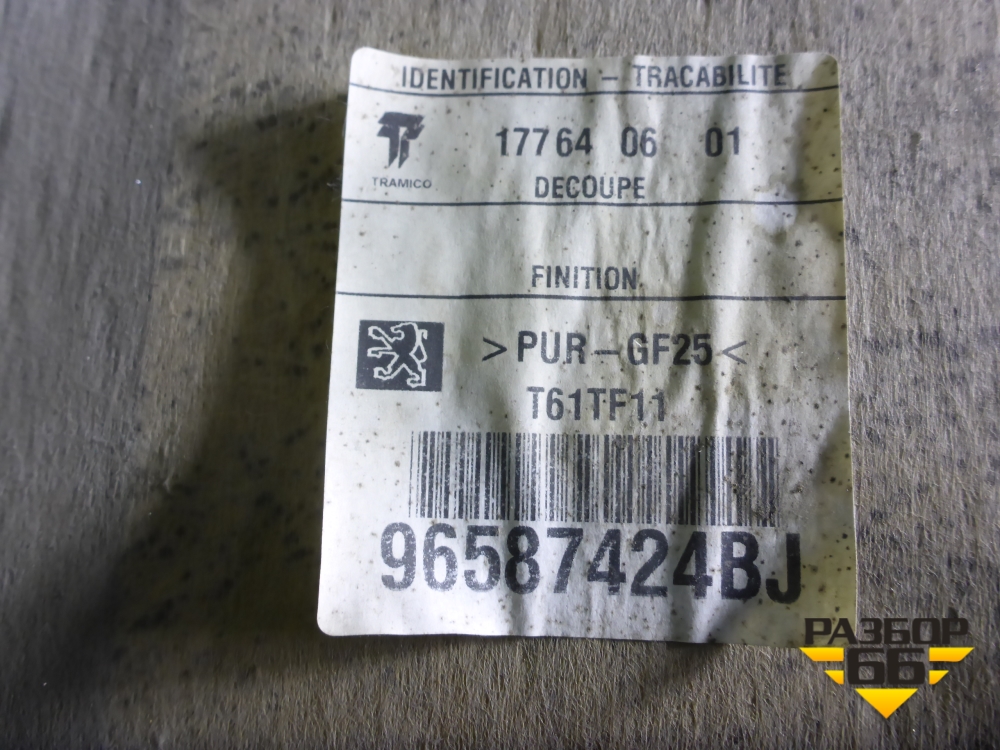 IDENTIFICATION - TRACABILITE
17764 06 01
TRAMICO
DECOUPE
FINITION
>PUR-GF25<
T61TF11
96587424BJ
РАЗБОР
66